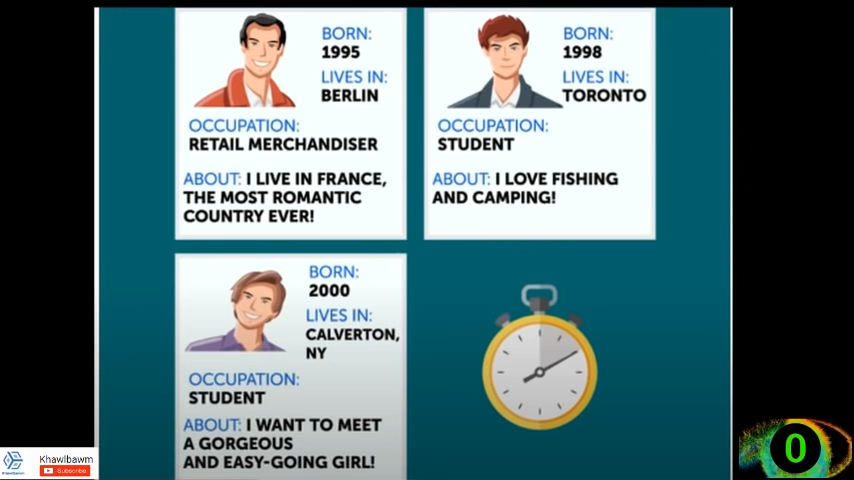 BORN:
1995
LIVES IN:
BERLIN
OCCUPATION:
RETAIL MERCHANDISER
ABOUT: I LIVE IN FRANCE,
THE MOST ROMANTIC
COUNTRY EVER!
BORN:
1998
LIVES IN:
TORONTO
OCCUPATION:
STUDENT
ABOUT: I LOVE FISHING
AND CAMPING!
BORN:
2000
LIVES IN:
CALVERTON,
NY
OCCUPATION:
STUDENT
ABOUT: I WANT TO MEET
A GORGEOUS
AND EASY-GOING GIRL!
Khawlbawm
Subscribe
0